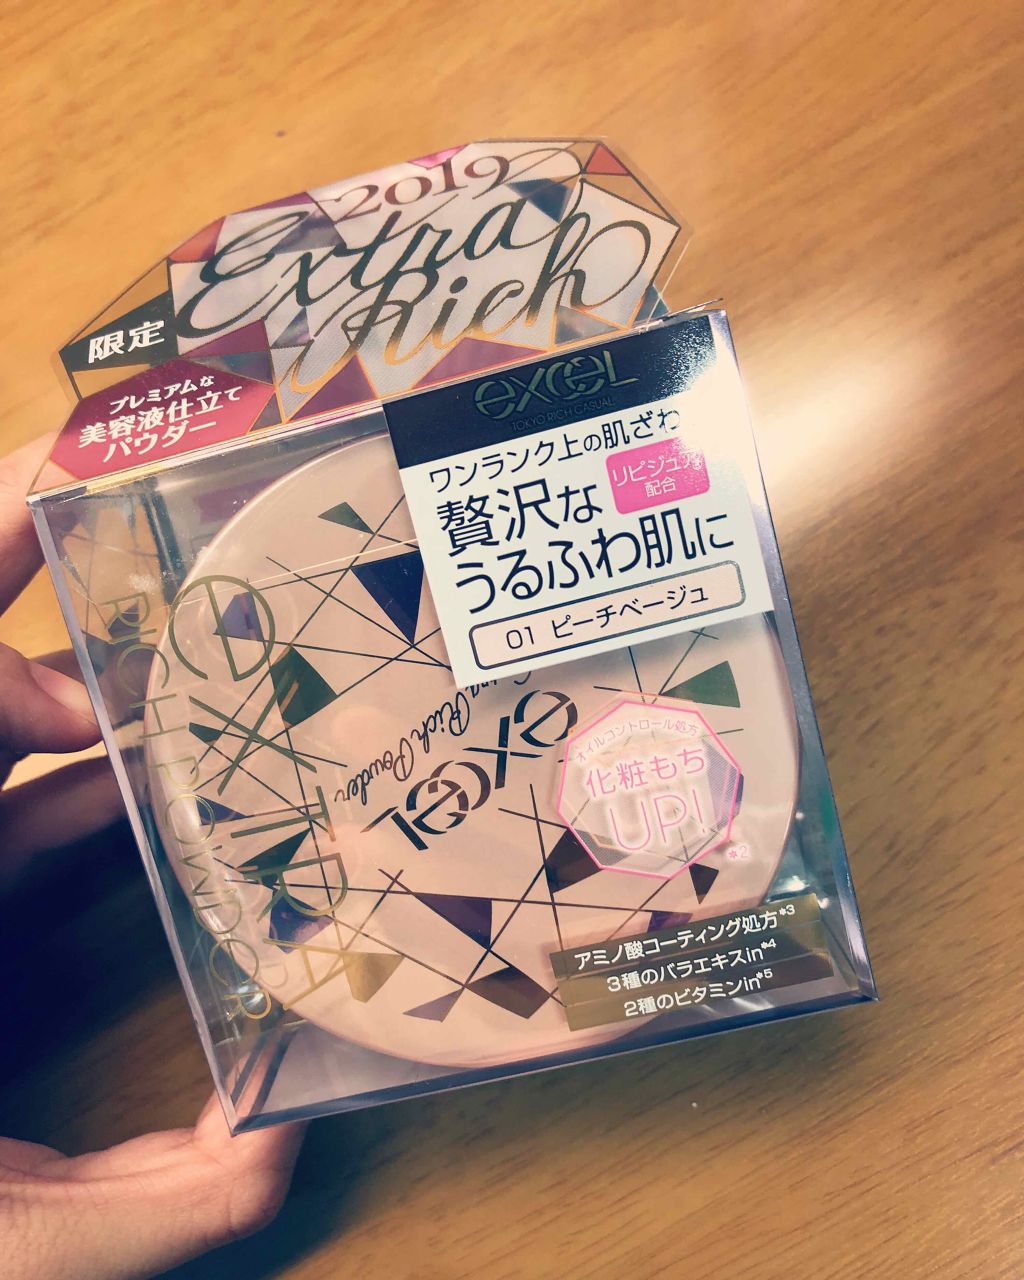 2019
Extra
Rich
限定
プレミアムな
美容液仕立て
パウダー
excel
TOKYO RICH CASUAL
ワンランク上の肌ざわ
リピジュア®
配合
贅沢な
うるふわ肌に
01 ピーチベージュ
EXTRA
RICH POWDER
excel
Extra Rich Powder
オイルコントロール処方
化粧もち
UP!
*2
アミノ酸コーティング処方*3
3種のバラエキスin*4
2種のビタミンin*5